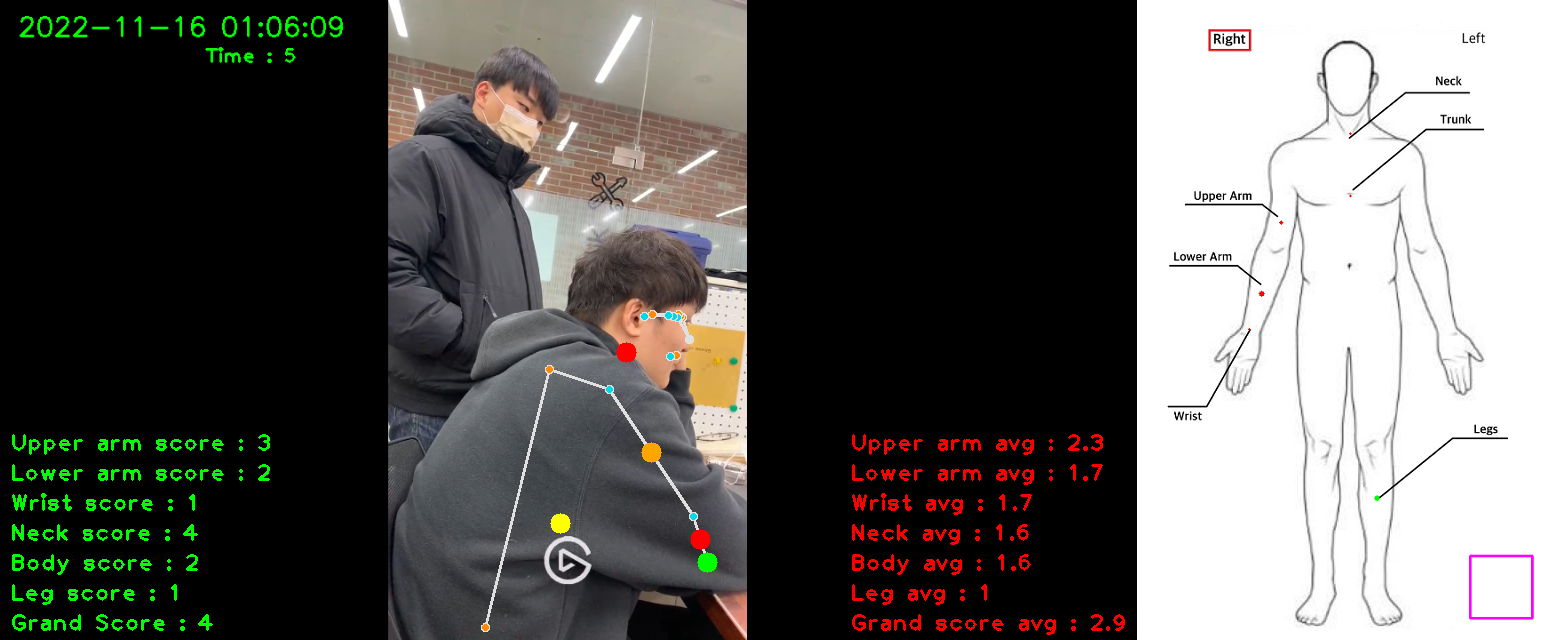 2022-11-16 01:06:09
Time : 5
Upper arm score : 3
Lower arm score : 2
Wrist score : 1
Neck score : 4
Body score : 2
Leg score : 1
Grand Score : 4
Upper arm avg : 2.3
Lower arm avg : 1.7
Wrist avg : 1.7
Neck avg : 1.6
Body avg : 1.6
Leg avg : 1
Grand score avg : 2.9
Right
Left
Neck
Trunk
Upper Arm
Lower Arm
Wrist
Legs